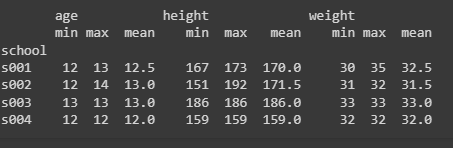 age height weight
min max mean min max mean min max mean
school
s001 12 13 12.5 167 173 170.0 30 35 32.5
s002 12 14 13.0 151 192 171.5 31 32 31.5
s003 13 13 13.0 186 186 186.0 33 33 33.0
s004 12 12 12.0 159 159 159.0 32 32 32.0